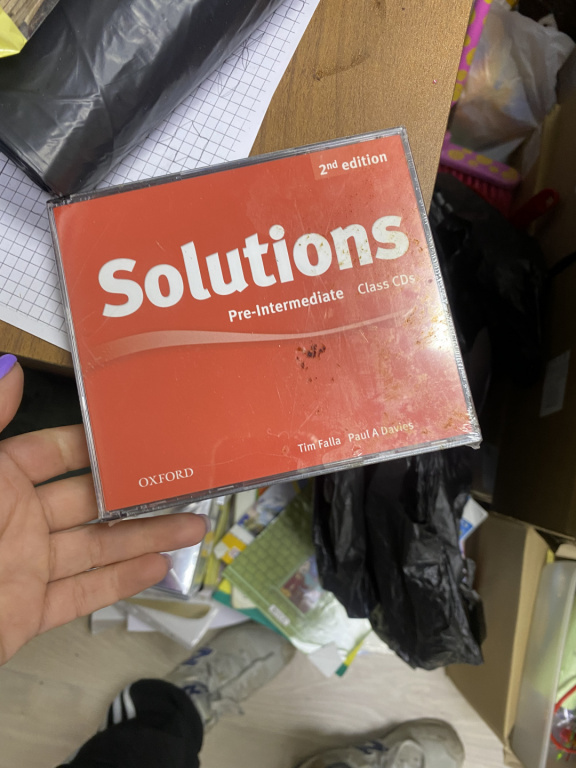 2nd edition
Solutions
Pre-Intermediate Class CDs
Tim Falla Paul A Davies
OXFORD